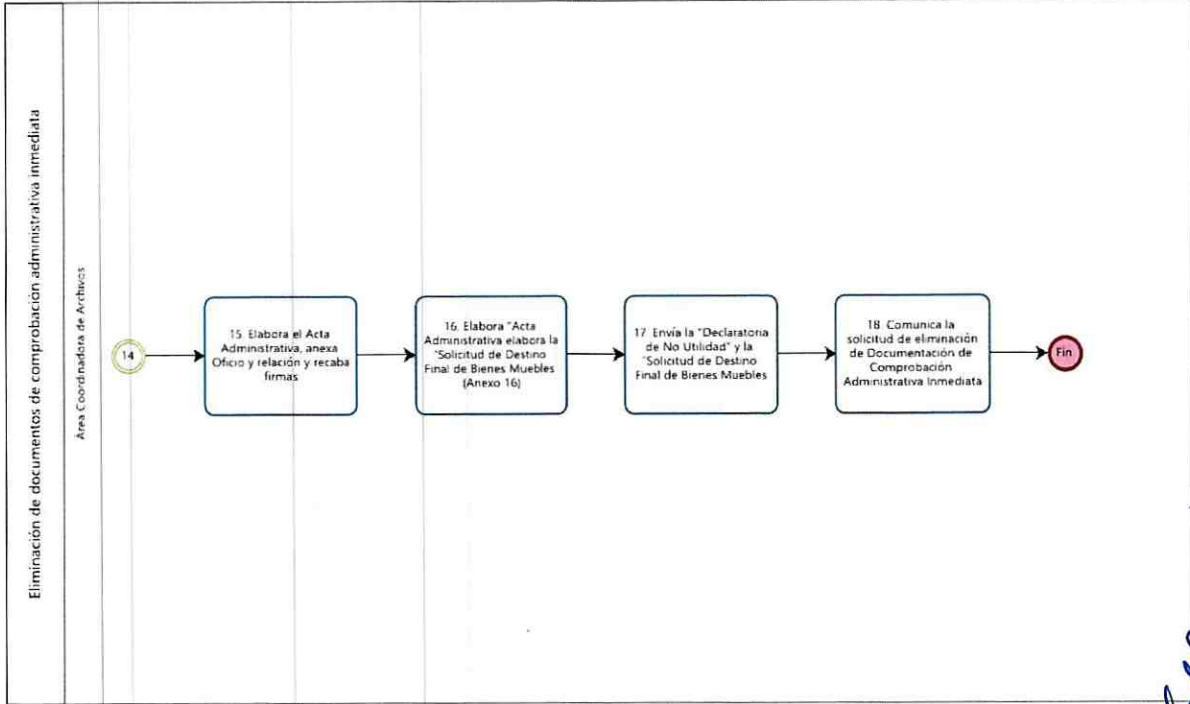 Eliminación de documentos de comprobación administrativa inmediata
Área Coordinadora de Archivos
14
15. Elabora el Acta
Administrativa, anexa
Oficio y relación y recaba
firmas
16. Elabora "Acta
Administrativa elabora la
"Solicitud de Destino
Final de Bienes Muebles
(Anexo 16)
17. Envía la "Declaratoria
de No Utilidad" y la
"Solicitud de Destino
Final de Bienes Muebles
18. Comunica la
solicitud de eliminación
de Documentación de
Comprobación
Administrativa Inmediata
Fin